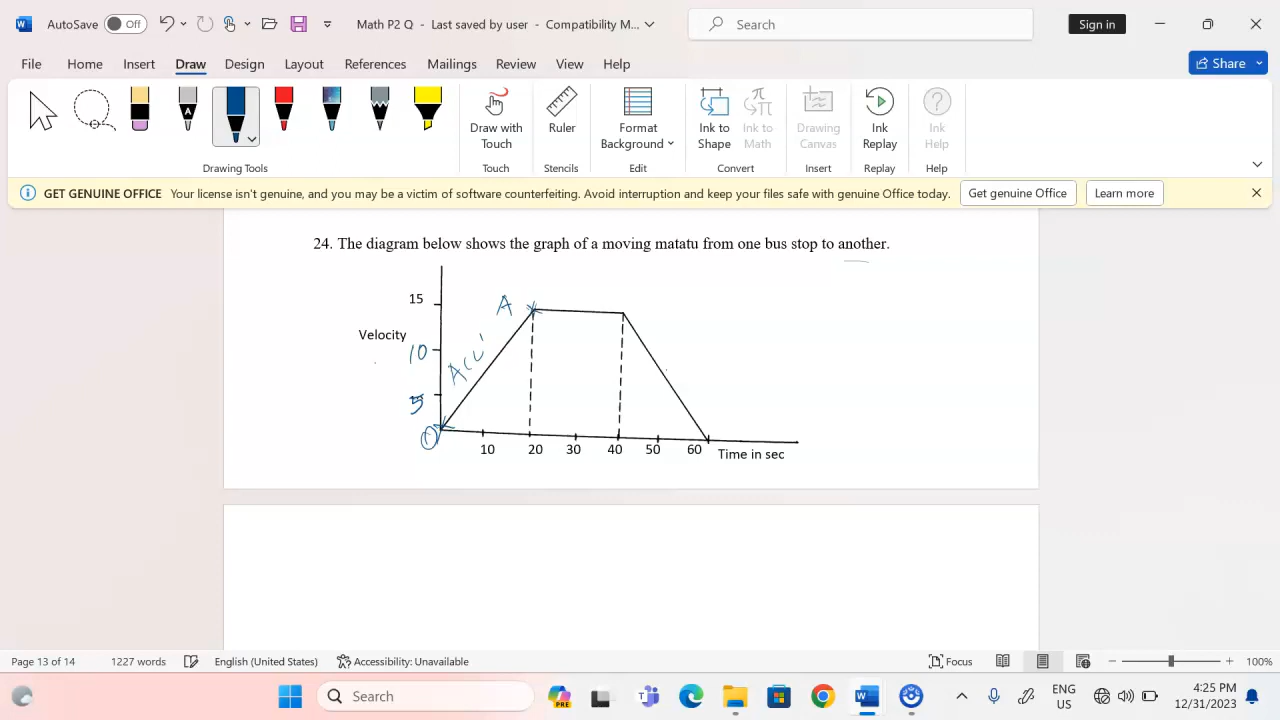 AutoSave Off Math P2 Q - Last saved by user - Compatibility M... Search Sign in
File Home Insert Draw Design Layout References Mailings Review View Help Share
Draw with Touch Ruler Format Background Ink to Shape Ink to Math Drawing Canvas Ink Replay Ink Help
Drawing Tools Touch Stencils Edit Convert Insert Replay Help
GET GENUINE OFFICE Your license isn't genuine, and you may be a victim of software counterfeiting. Avoid interruption and keep your files safe with genuine Office today. Get genuine Office Learn more
24. The diagram below shows the graph of a moving matatu from one bus stop to another.
15 A
Velocity
10 Acc'
5
0
10 20 30 40 50 60 Time in sec
Page 13 of 14 1227 words English (United States) Accessibility: Unavailable Focus 100%
Search PRE ENG US 4:25 PM 12/31/2023